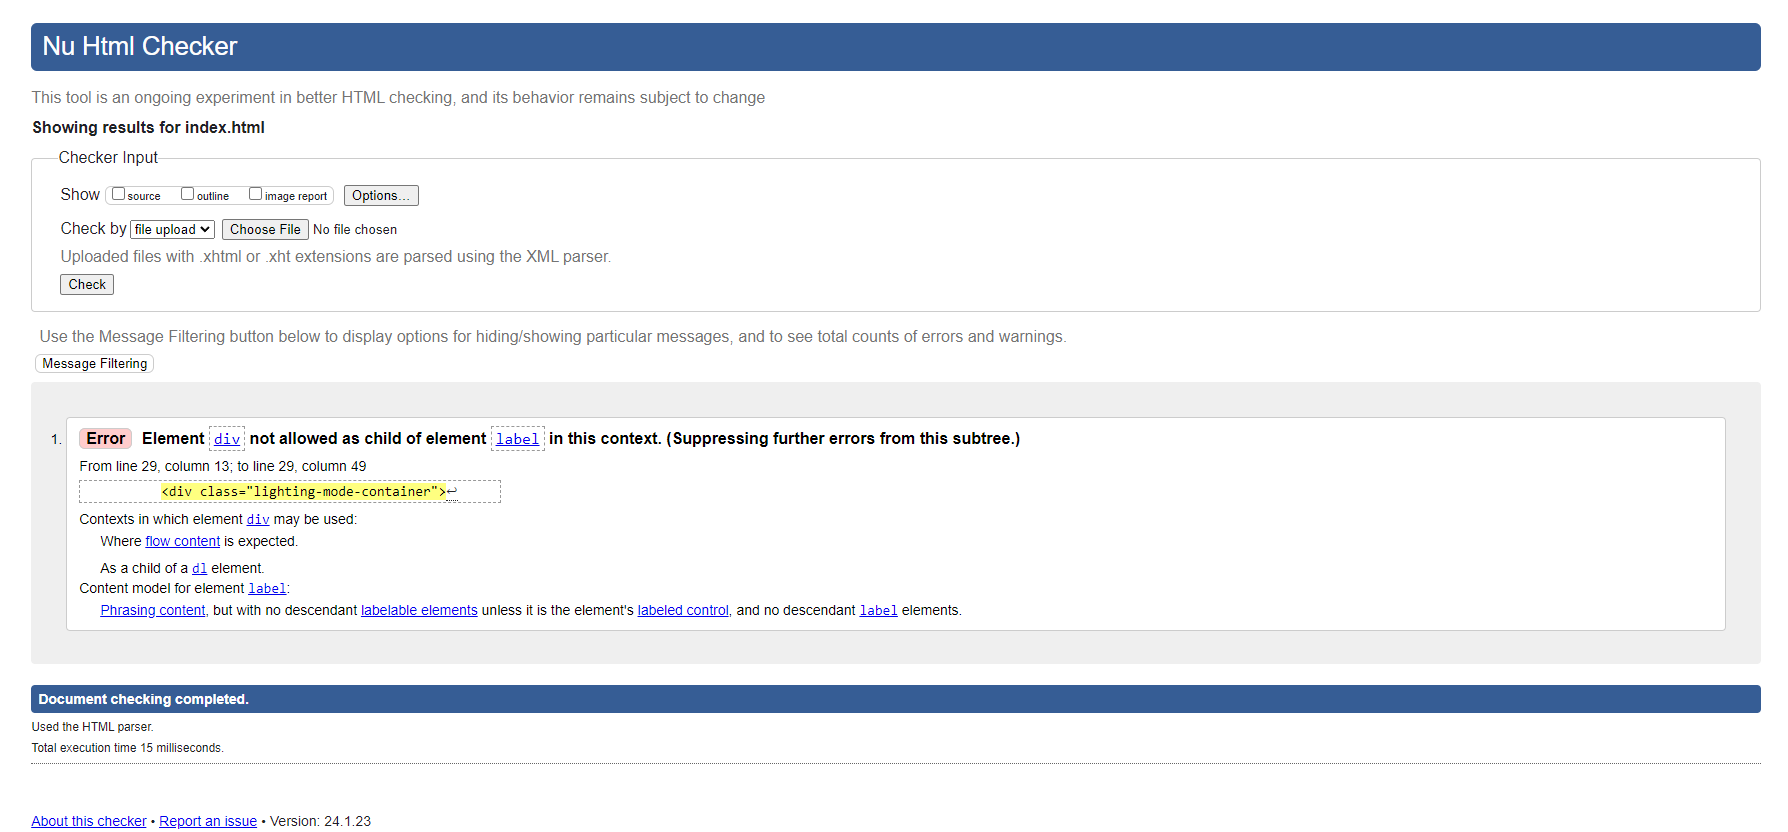 Nu Html Checker
This tool is an ongoing experiment in better HTML checking, and its behavior remains subject to change
Showing results for index.html
Checker Input
Show source outline image report Options...
Check by file upload Choose File No file chosen
Uploaded files with .xhtml or .xht extensions are parsed using the XML parser.
Check
Use the Message Filtering button below to display options for hiding/showing particular messages, and to see total counts of errors and warnings.
Message Filtering
1. Error Element div not allowed as child of element label in this context. (Suppressing further errors from this subtree.)
From line 29, column 13; to line 29, column 49
<div class="lighting-mode-container">↩
Contexts in which element div may be used:
Where flow content is expected.
As a child of a dl element.
Content model for element label:
Phrasing content, but with no descendant labelable elements unless it is the element's labeled control, and no descendant label elements.
Document checking completed.
Used the HTML parser.
Total execution time 15 milliseconds.
About this checker • Report an issue • Version: 24.1.23